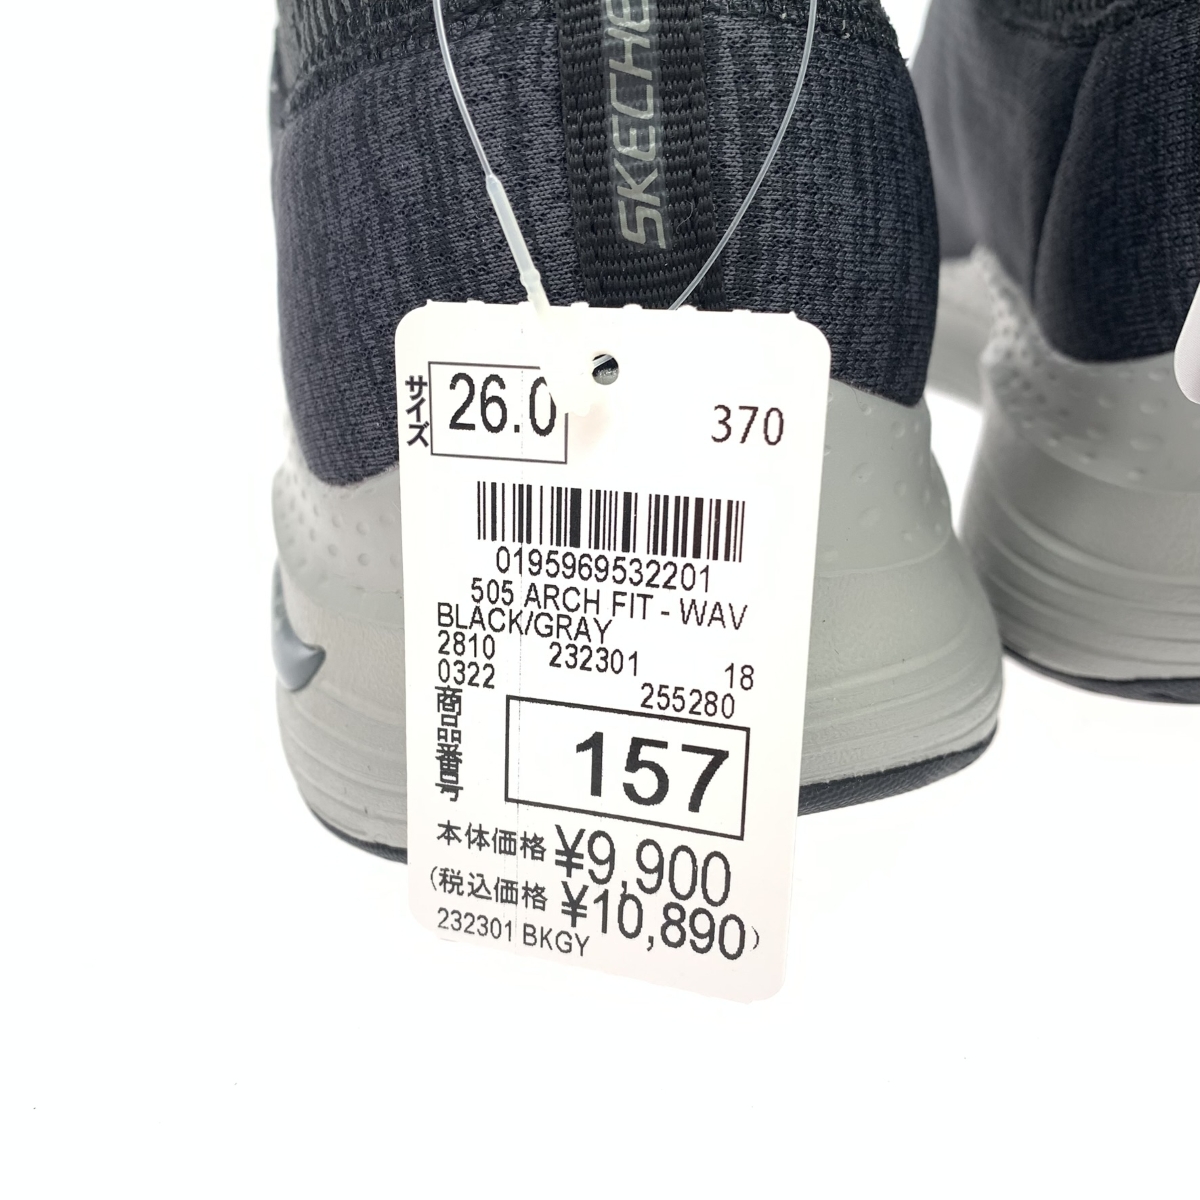 SKECHE
サイズ 26.0 370
0195969532201
505 ARCH FIT - WAV
BLACK/GRAY
2810 232301 18
0322 255280
商品番号 157
本体価格 ¥9,900
(税込価格 ¥10,890)
232301 BKGY